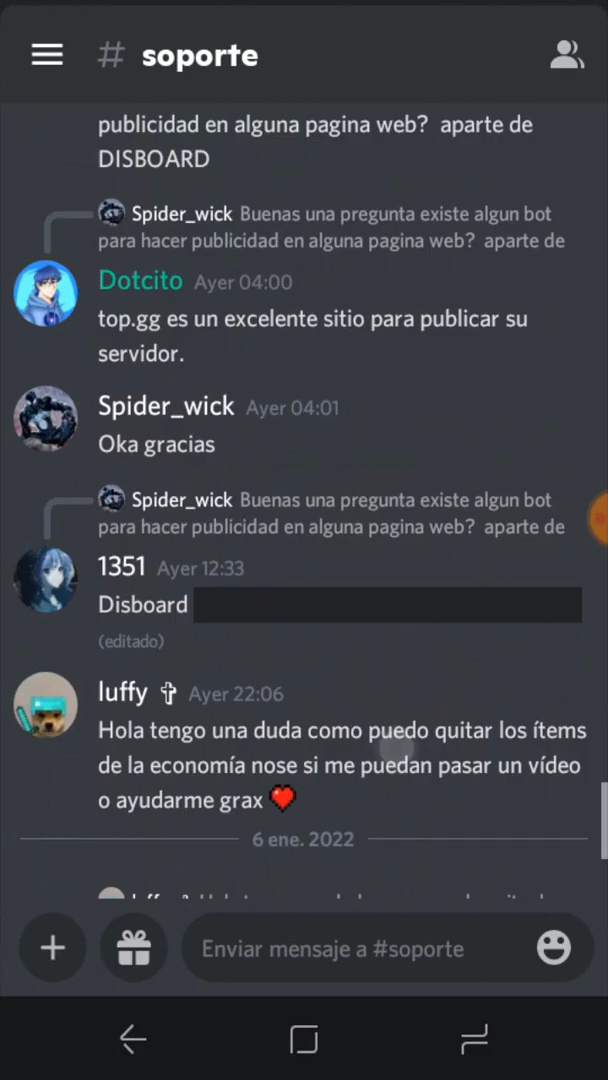 # soporte
publicidad en alguna pagina web? aparte de
DISBOARD
Spider_wick Buenas una pregunta existe algun bot
para hacer publicidad en alguna pagina web? aparte de
Dotcito Ayer 04:00
top.gg es un excelente sitio para publicar su
servidor.
Spider_wick Ayer 04:01
Oka gracias
Spider_wick Buenas una pregunta existe algun bot
para hacer publicidad en alguna pagina web? aparte de
1351 Ayer 12:33
Disboard
(editado)
luffy ✞ Ayer 22:06
Hola tengo una duda como puedo quitar los ítems
de la economía nose si me puedan pasar un vídeo
o ayudarme grax ❤️
6 ene. 2022
Enviar mensaje a #soporte